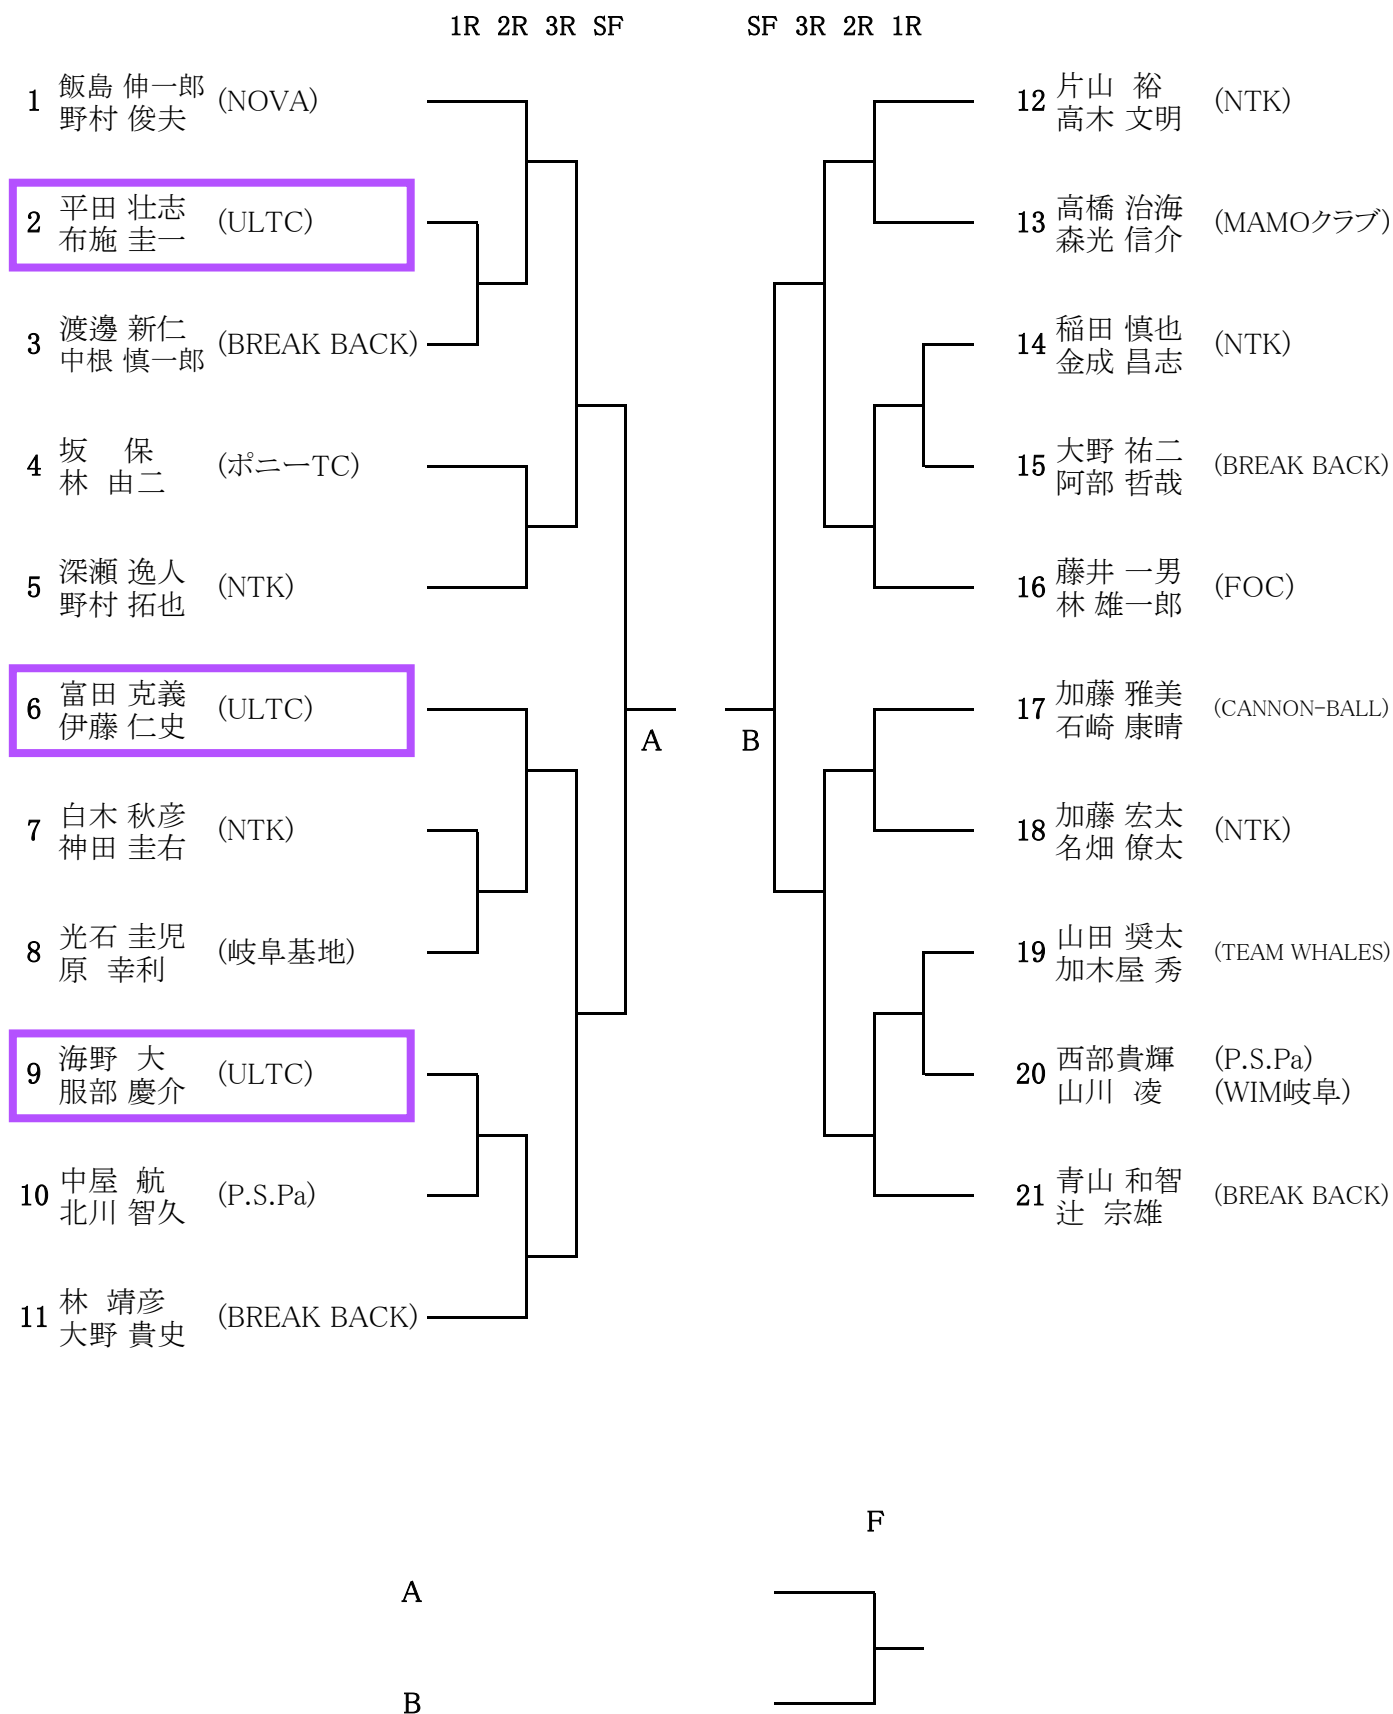 1R 2R 3R SF
SF 3R 2R 1R
1 飯島 伸一郎 (NOVA)
野村 俊夫
2 平田 壮志 (ULTC)
布施 圭一
3 渡邊 新仁 (BREAK BACK)
中根 慎一郎
4 坂 保 (ポニーTC)
林 由二
5 深瀬 逸人 (NTK)
野村 拓也
6 富田 克義 (ULTC)
伊藤 仁史
7 白木 秋彦 (NTK)
神田 圭右
8 光石 圭児 (岐阜基地)
原 幸利
9 海野 大 (ULTC)
服部 慶介
10 中屋 航 (P.S.Pa)
北川 智久
11 林 靖彦 (BREAK BACK)
大野 貴史
A
B
12 片山 裕 (NTK)
高木 文明
13 高橋 治海 (MAMOクラブ)
森光 信介
14 稲田 慎也 (NTK)
金成 昌志
15 大野 祐二 (BREAK BACK)
阿部 哲哉
16 藤井 一男 (FOC)
林 雄一郎
17 加藤 雅美 (CANNON-BALL)
石崎 康晴
18 加藤 宏太 (NTK)
名畑 僚太
19 山田 奨太 (TEAM WHALES)
加木屋 秀
20 西部貴輝 (P.S.Pa)
山川 凌 (WIM岐阜)
21 青山 和智 (BREAK BACK)
辻 宗雄
F
A
B